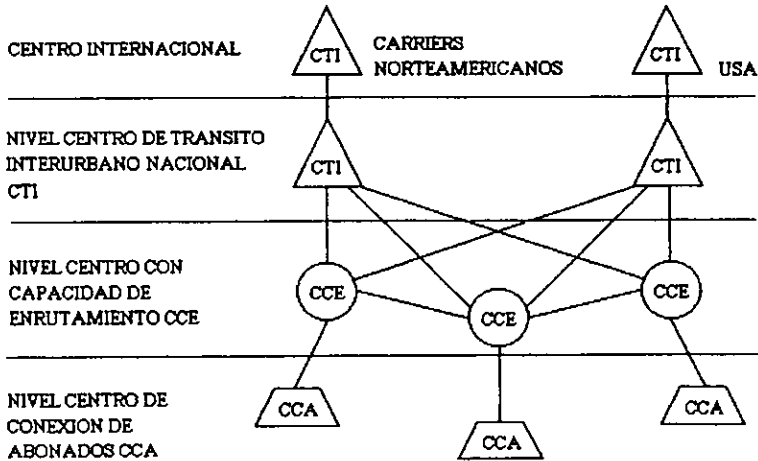 CENTRO INTERNACIONAL
CTI
CARRIERS
NORTEAMERICANOS
CTI
USA
NIVEL CENTRO DE TRANSITO
INTERURBANO NACIONAL
CTI
CTI
CTI
NIVEL CENTRO CON
CAPACIDAD DE
ENRUTAMIENTO CCE
CCE
CCE
CCE
NIVEL CENTRO DE
CONEXION DE
ABONADOS CCA
CCA
CCA
CCA